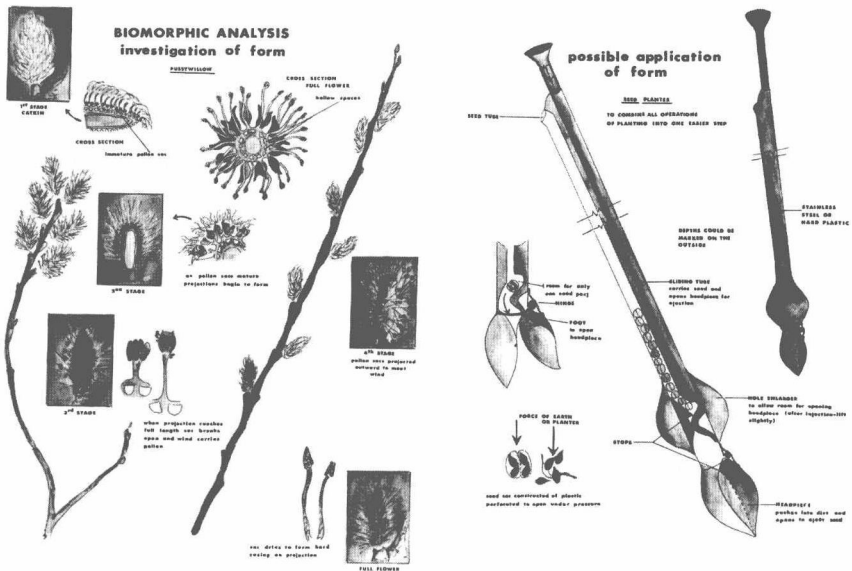 BIOMORPHIC ANALYSIS
investigation of form
PUSSYWILLOW
1st STAGE
CATKIN
CROSS SECTION
immature pollen sac
CROSS SECTION
FULL FLOWER
hollow spaces
2nd STAGE
as pollen sacs mature
projections begin to form
3rd STAGE
when projection reaches
full length sac breaks
open and wind carries
pollen
4th STAGE
pollen sacs projected
outward to meet
wind
sac dries to form hard
casing on projection
FULL FLOWER
possible application
of form
SEED PLANTER
TO COMBINE ALL OPERATIONS
OF PLANTING INTO ONE EASIER STEP
SEED TUBE
STAINLESS
STEEL OR
HARD PLASTIC
DEPTHS COULD BE
MARKED ON THE
OUTSIDE
room for only
one seed
HINGE
FOOT
to open
headpiece
SLIDING TUBE
carries seed and
opens headpiece for
ejection
HOLE ENLARGER
to allow room for opening
headpiece (after injection-lift
slightly)
STOPS
FORCE OF EARTH
OR PLANTER
seed sac constructed of plastic
perforated to open under pressure
HEADPIECE
pushes into dirt and
opens to eject seed